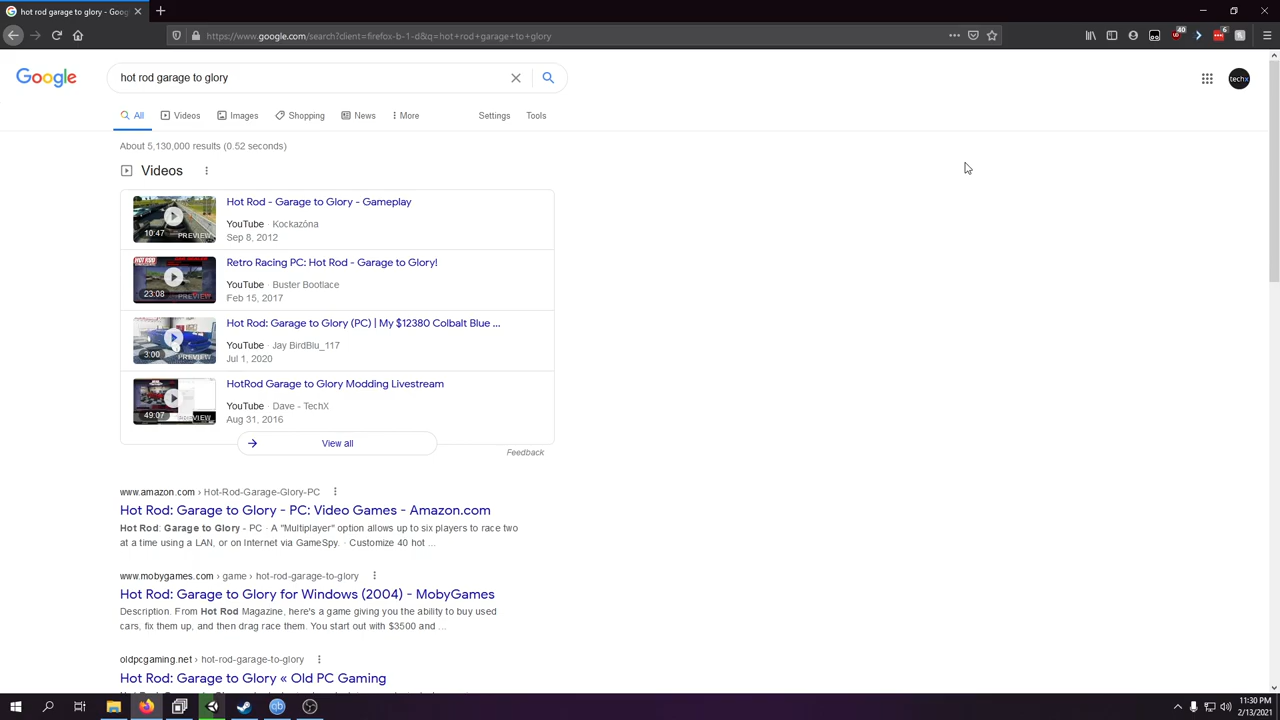 hot rod garage to glory - Goog
https://www.google.com/search?client=firefox-b-1-d&q=hot+rod+garage+to+glory
40
6
Google
hot rod garage to glory
techx
All
Videos
Images
Shopping
News
More
Settings
Tools
About 5,130,000 results (0.52 seconds)
Videos
10:47
PREVIEW
Hot Rod - Garage to Glory - Gameplay
YouTube · Kockazóna
Sep 8, 2012
23:08
PREVIEW
Retro Racing PC: Hot Rod - Garage to Glory!
YouTube · Buster Bootlace
Feb 15, 2017
3:00
PREVIEW
Hot Rod: Garage to Glory (PC) | My $12380 Colbalt Blue ...
YouTube · Jay BirdBlu_117
Jul 1, 2020
49:07
PREVIEW
HotRod Garage to Glory Modding Livestream
YouTube · Dave - TechX
Aug 31, 2016
View all
Feedback
www.amazon.com › Hot-Rod-Garage-Glory-PC
Hot Rod: Garage to Glory - PC: Video Games - Amazon.com
Hot Rod: Garage to Glory - PC · A "Multiplayer" option allows up to six players to race two
at a time using a LAN, or on Internet via GameSpy. · Customize 40 hot ...
www.mobygames.com › game › hot-rod-garage-to-glory
Hot Rod: Garage to Glory for Windows (2004) - MobyGames
Description. From Hot Rod Magazine, here's a game giving you the ability to buy used
cars, fix them up, and then drag race them. You start out with $3500 and ...
oldpcgaming.net › hot-rod-garage-to-glory
Hot Rod: Garage to Glory « Old PC Gaming
11:30 PM
2/13/2021